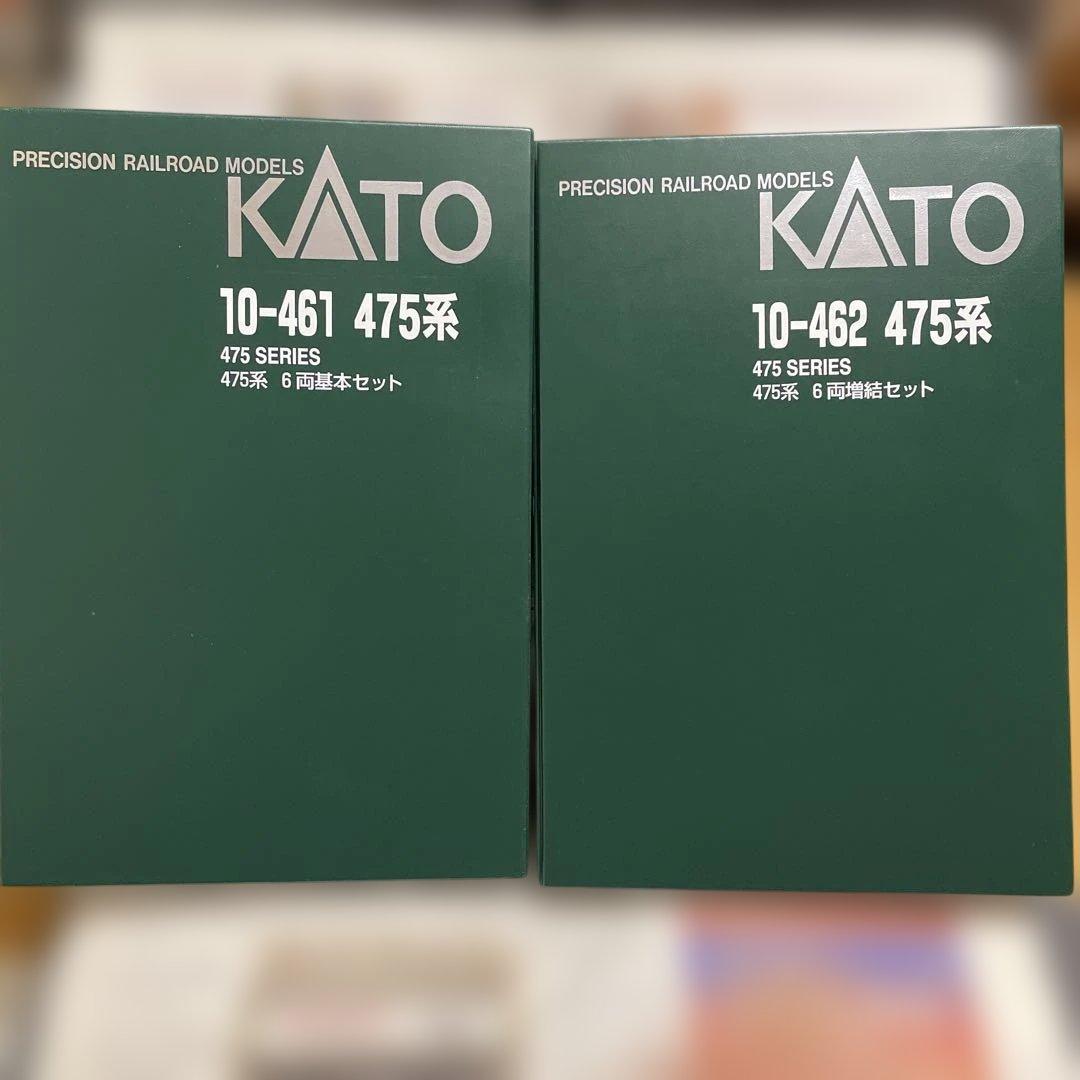 PRECISION RAILROAD MODELS
KATO
10-461 475系
475 SERIES
475系 6両基本セット
PRECISION RAILROAD MODELS
KATO
10-462 475系
475 SERIES
475系 6両増結セット